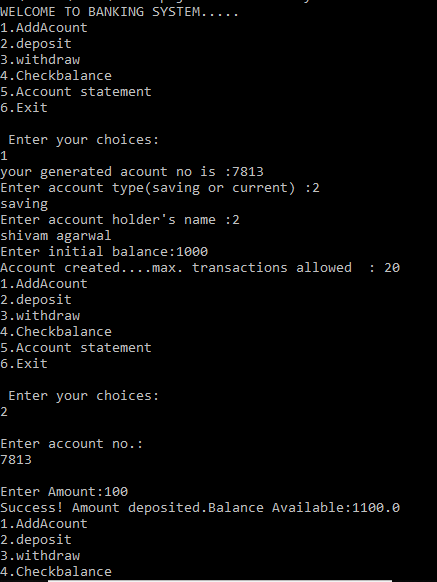 WELCOME TO BANKING SYSTEM.....
1.AddAcount
2.deposit
3.withdraw
4.Checkbalance
5.Account statement
6.Exit
Enter your choices:
1
your generated acount no is :7813
Enter account type(saving or current) :2
saving
Enter account holder's name :2
shivam agarwal
Enter initial balance:1000
Account created....max. transactions allowed  : 20
1.AddAcount
2.deposit
3.withdraw
4.Checkbalance
5.Account statement
6.Exit
Enter your choices:
2
Enter account no.:
7813
Enter Amount:100
Success! Amount deposited.Balance Available:1100.0
1.AddAcount
2.deposit
3.withdraw
4.Checkbalance